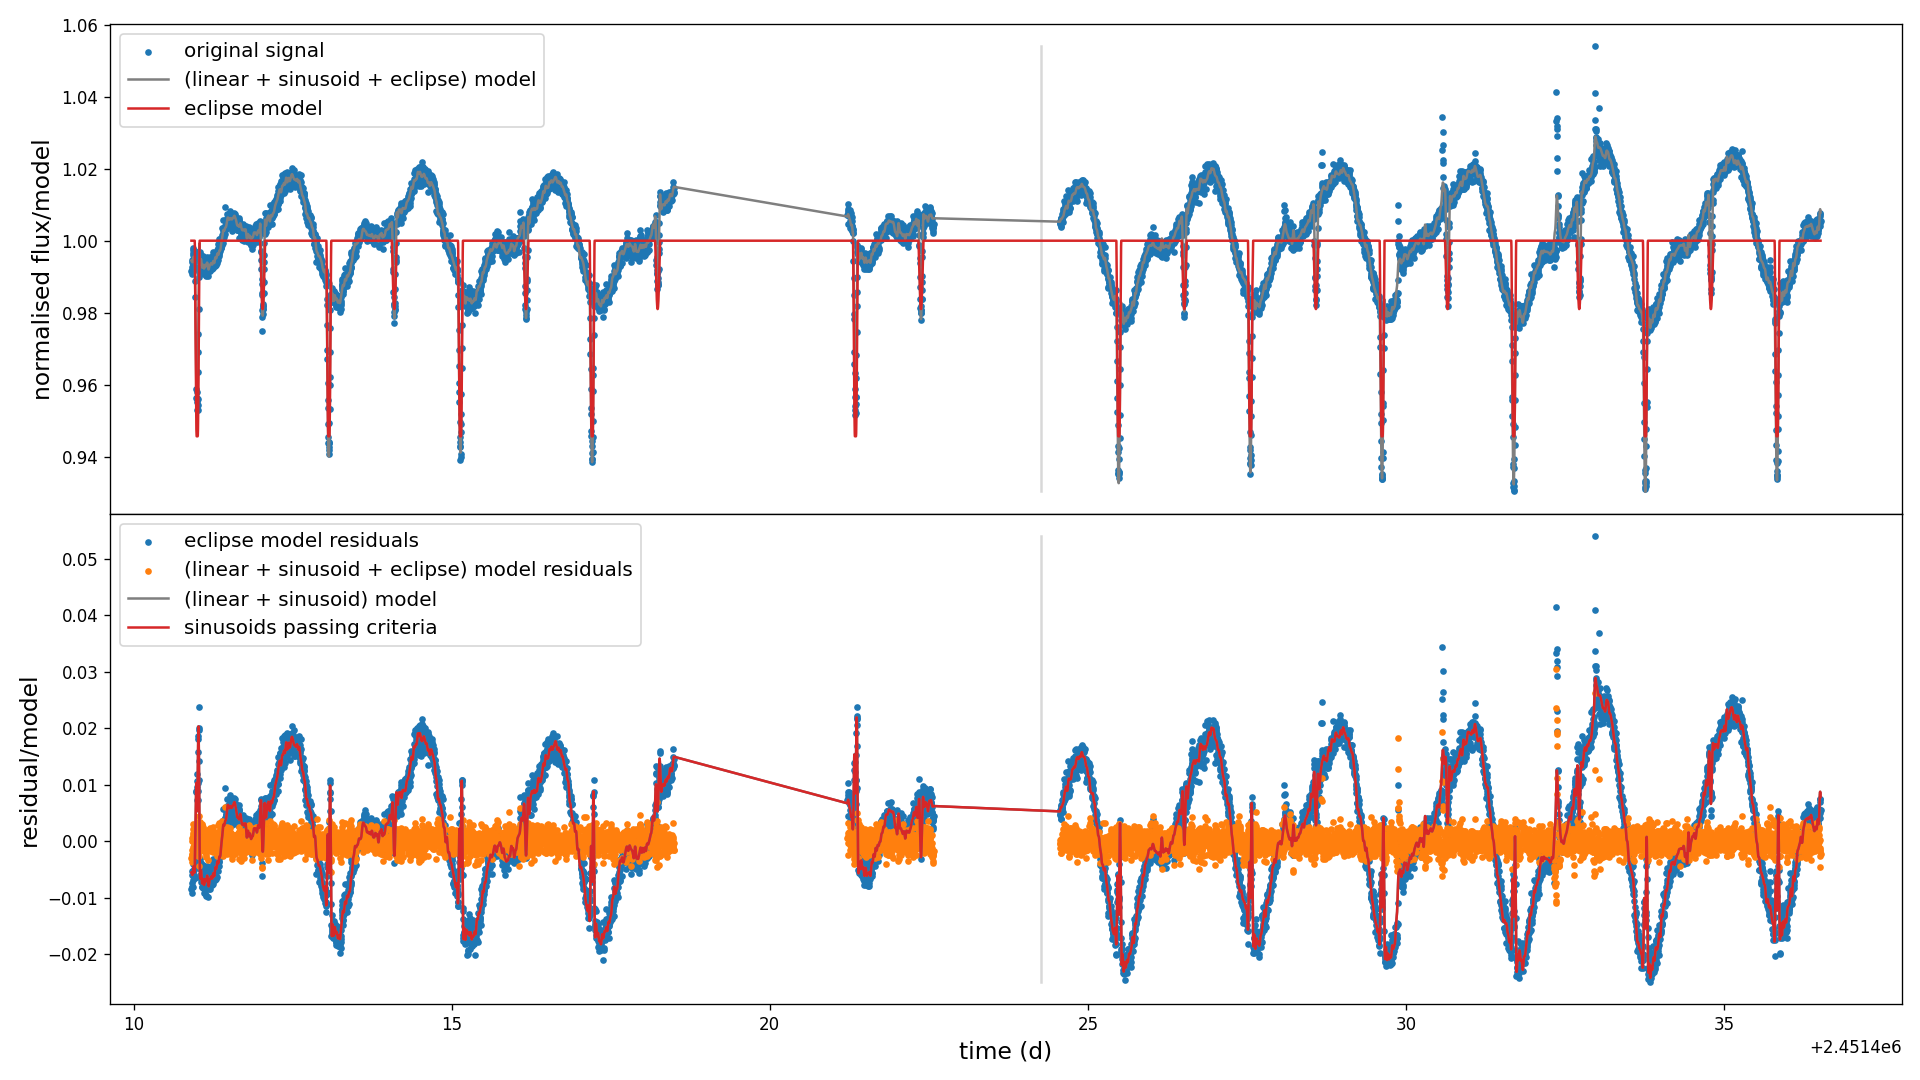 1.06
1.04
1.02
1.00
0.98
0.96
0.94
normalised flux/model
original signal
(linear + sinusoid + eclipse) model
eclipse model
0.05
0.04
0.03
0.02
0.01
0.00
−0.01
−0.02
residual/model
eclipse model residuals
(linear + sinusoid + eclipse) model residuals
(linear + sinusoid) model
sinusoids passing criteria
10 15 20 25 30 35
time (d)
+2.4514e6